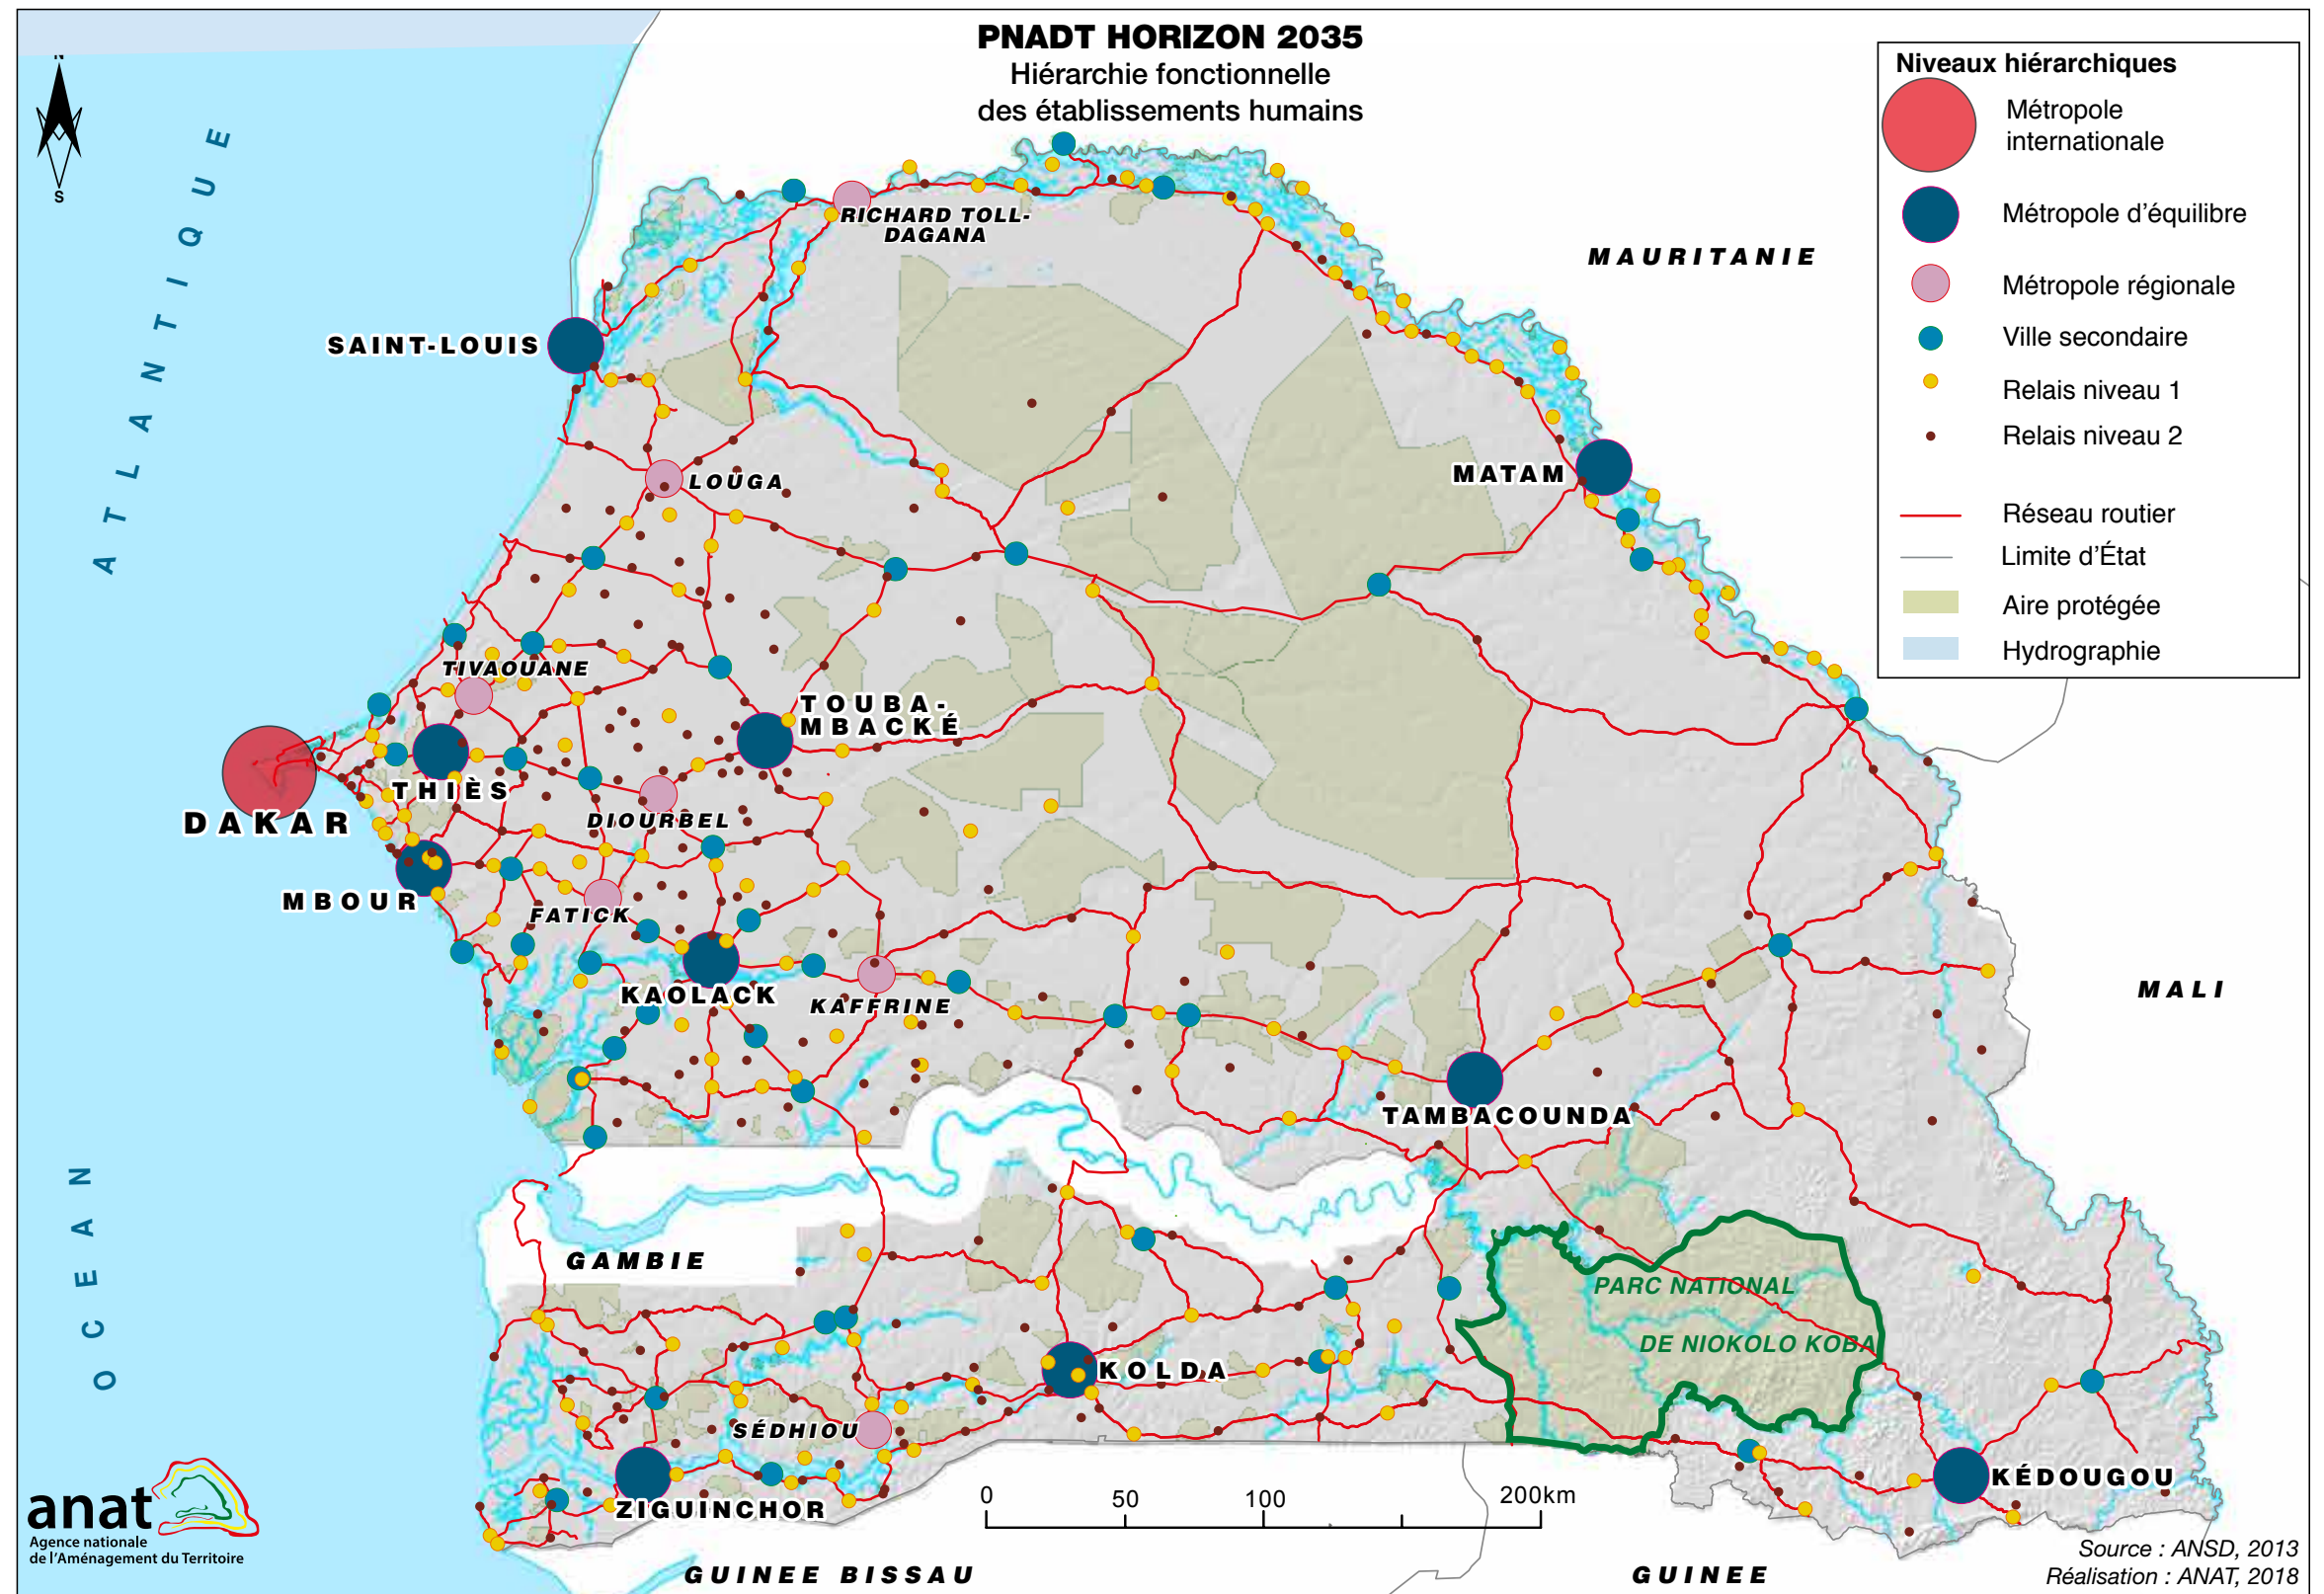 PNADT HORIZON 2035
Hiérarchie fonctionnelle
des établissements humains
N
S
Niveaux hiérarchiques
Métropole
internationale
Métropole d'équilibre
Métropole régionale
Ville secondaire
Relais niveau 1
Relais niveau 2
Réseau routier
Limite d'État
Aire protégée
Hydrographie
OCEAN ATLANTIQUE
MAURITANIE
RICHARD TOLL-
DAGANA
SAINT-LOUIS
MATAM
LOUGA
TIVAOUANE
TOUBA-
MBACKÉ
THIÈS
DAKAR
DIOURBEL
MBOUR
FATICK
KAOLACK
KAFFRINE
MALI
TAMBACOUNDA
GAMBIE
PARC NATIONAL
DE NIOKOLO KOBA
KOLDA
SÉDHIOU
ZIGUINCHOR
KÉDOUGOU
0 50 100 200km
GUINEE BISSAU
GUINEE
anat
Agence nationale
de l'Aménagement du Territoire
Source : ANSD, 2013
Réalisation : ANAT, 2018